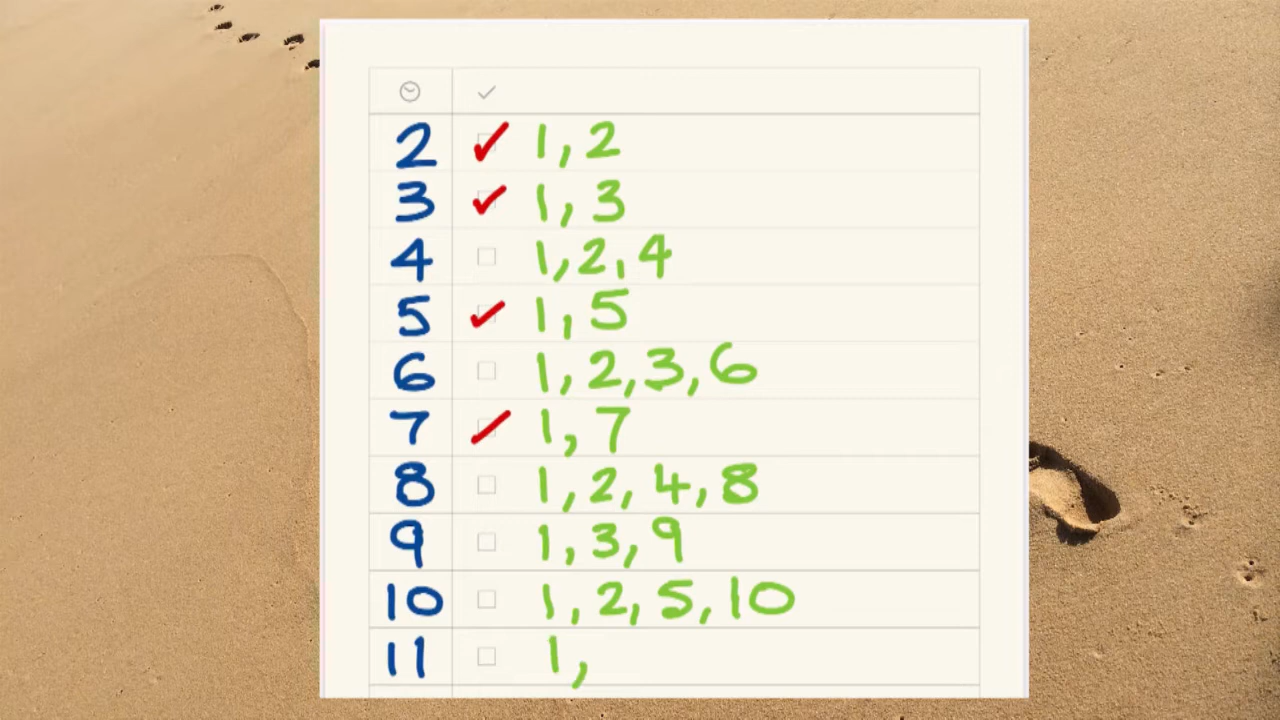 2 ✓ 1, 2
3 ✓ 1, 3
4 1, 2, 4
5 ✓ 1, 5
6 1, 2, 3, 6
7 ✓ 1, 7
8 1, 2, 4, 8
9 1, 3, 9
10 1, 2, 5, 10
11 1,